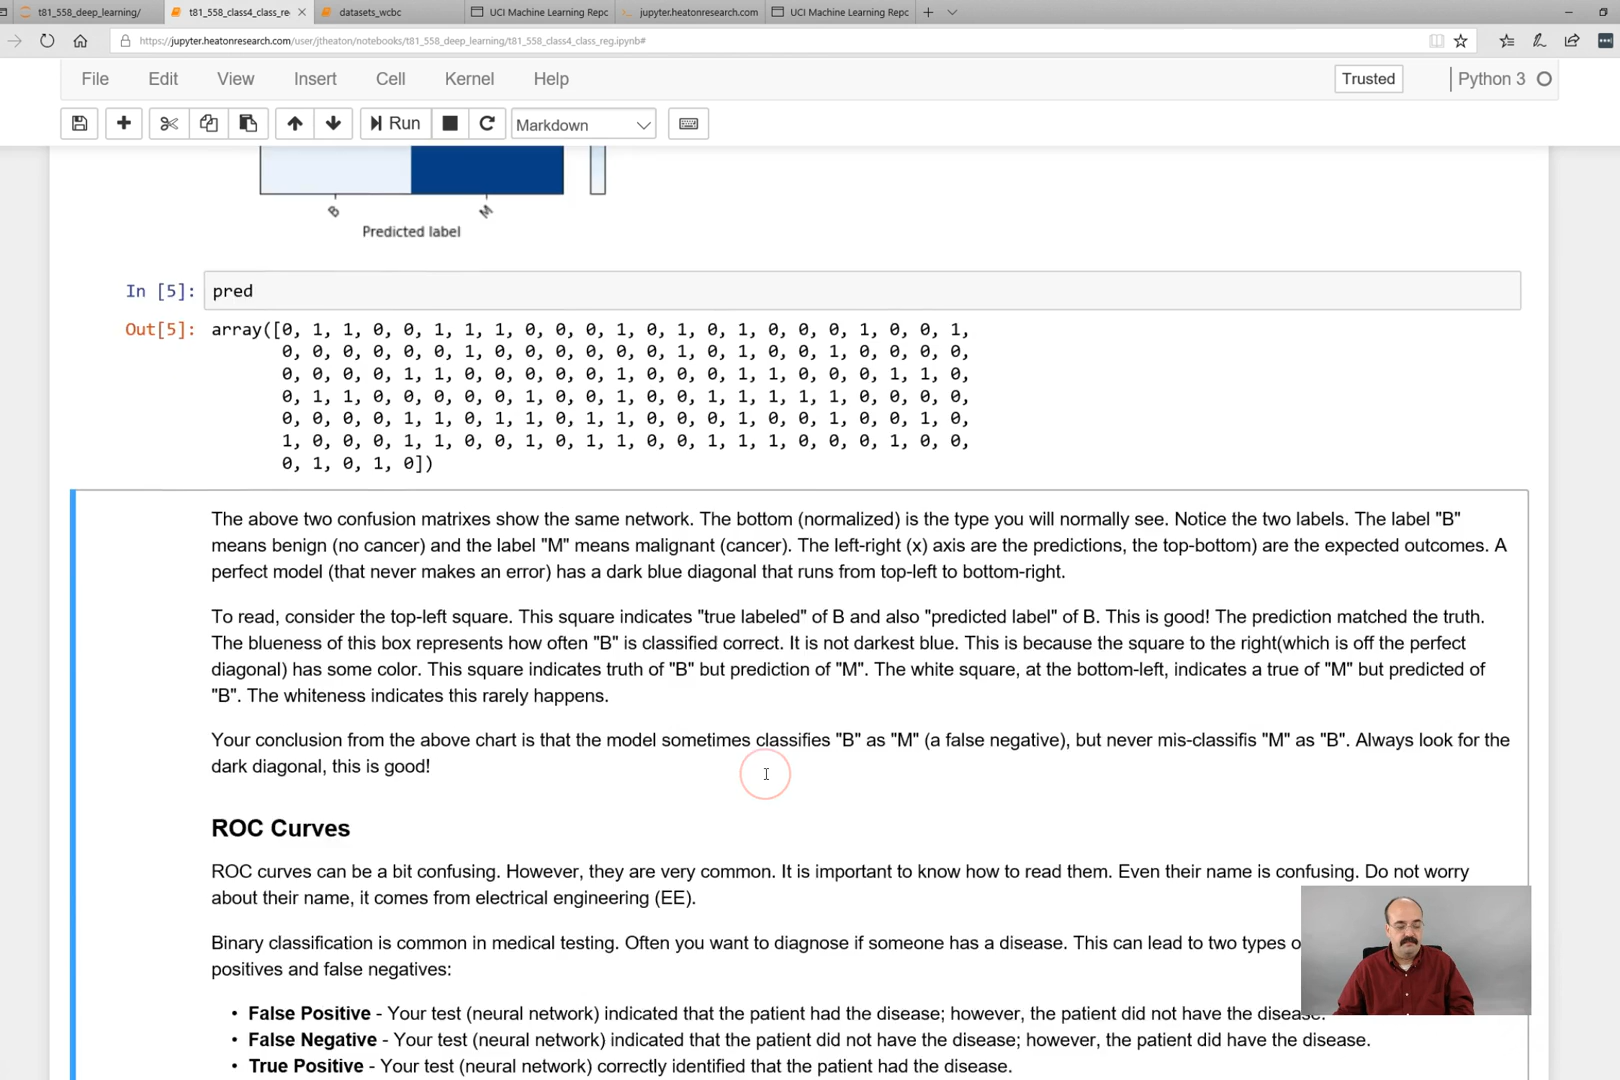 t81_558_deep_learning/
t81_558_class4_class_re
datasets_wcbc
UCI Machine Learning Repc
jupyter.heatonresearch.com
UCI Machine Learning Repc
https://jupyter.heatonresearch.com/user/jtheaton/notebooks/t81_558_deep_learning/t81_558_class4_class_reg.ipynb#
File Edit View Insert Cell Kernel Help Trusted Python 3
Run Markdown
B M
Predicted label
In [5]: pred
Out[5]: array([0, 1, 1, 0, 0, 1, 1, 1, 0, 0, 0, 1, 0, 1, 0, 1, 0, 0, 0, 1, 0, 0, 1,
0, 0, 0, 0, 0, 0, 1, 0, 0, 0, 0, 0, 0, 1, 0, 1, 0, 0, 1, 0, 0, 0, 0,
0, 0, 0, 0, 1, 1, 0, 0, 0, 0, 0, 1, 0, 0, 0, 1, 1, 0, 0, 0, 1, 1, 0,
0, 1, 1, 0, 0, 0, 0, 0, 1, 0, 0, 1, 0, 0, 1, 1, 1, 1, 1, 0, 0, 0, 0,
0, 0, 0, 0, 1, 1, 0, 1, 1, 0, 1, 1, 0, 0, 0, 1, 0, 0, 1, 0, 0, 1, 0,
1, 0, 0, 0, 1, 1, 0, 0, 1, 0, 1, 1, 0, 0, 1, 1, 1, 0, 0, 0, 1, 0, 0,
0, 1, 0, 1, 0])
The above two confusion matrixes show the same network. The bottom (normalized) is the type you will normally see. Notice the two labels. The label "B"
means benign (no cancer) and the label "M" means malignant (cancer). The left-right (x) axis are the predictions, the top-bottom) are the expected outcomes. A
perfect model (that never makes an error) has a dark blue diagonal that runs from top-left to bottom-right.
To read, consider the top-left square. This square indicates "true labeled" of B and also "predicted label" of B. This is good! The prediction matched the truth.
The blueness of this box represents how often "B" is classified correct. It is not darkest blue. This is because the square to the right(which is off the perfect
diagonal) has some color. This square indicates truth of "B" but prediction of "M". The white square, at the bottom-left, indicates a true of "M" but predicted of
"B". The whiteness indicates this rarely happens.
Your conclusion from the above chart is that the model sometimes classifies "B" as "M" (a false negative), but never mis-classifis "M" as "B". Always look for the
dark diagonal, this is good!
ROC Curves
ROC curves can be a bit confusing. However, they are very common. It is important to know how to read them. Even their name is confusing. Do not worry
about their name, it comes from electrical engineering (EE).
Binary classification is common in medical testing. Often you want to diagnose if someone has a disease. This can lead to two types o
positives and false negatives:
• False Positive - Your test (neural network) indicated that the patient had the disease; however, the patient did not have the disease.
• False Negative - Your test (neural network) indicated that the patient did not have the disease; however, the patient did have the disease.
• True Positive - Your test (neural network) correctly identified that the patient had the disease.